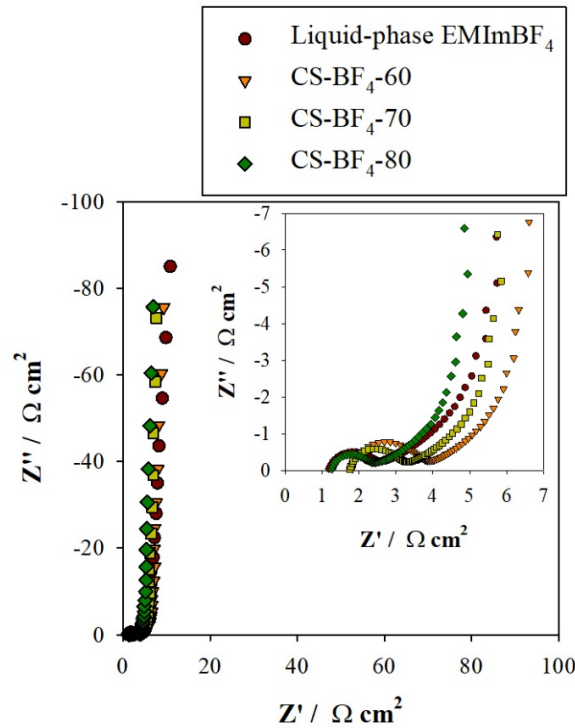 Liquid-phase EMImBF₄
CS-BF₄-60
CS-BF₄-70
CS-BF₄-80
-100
-80
-60
-40
-20
0
Z'' / Ω cm²
0 20 40 60 80 100
Z' / Ω cm²
-7
-6
-5
-4
-3
-2
-1
0
Z'' / Ω cm²
0 1 2 3 4 5 6 7
Z' / Ω cm²